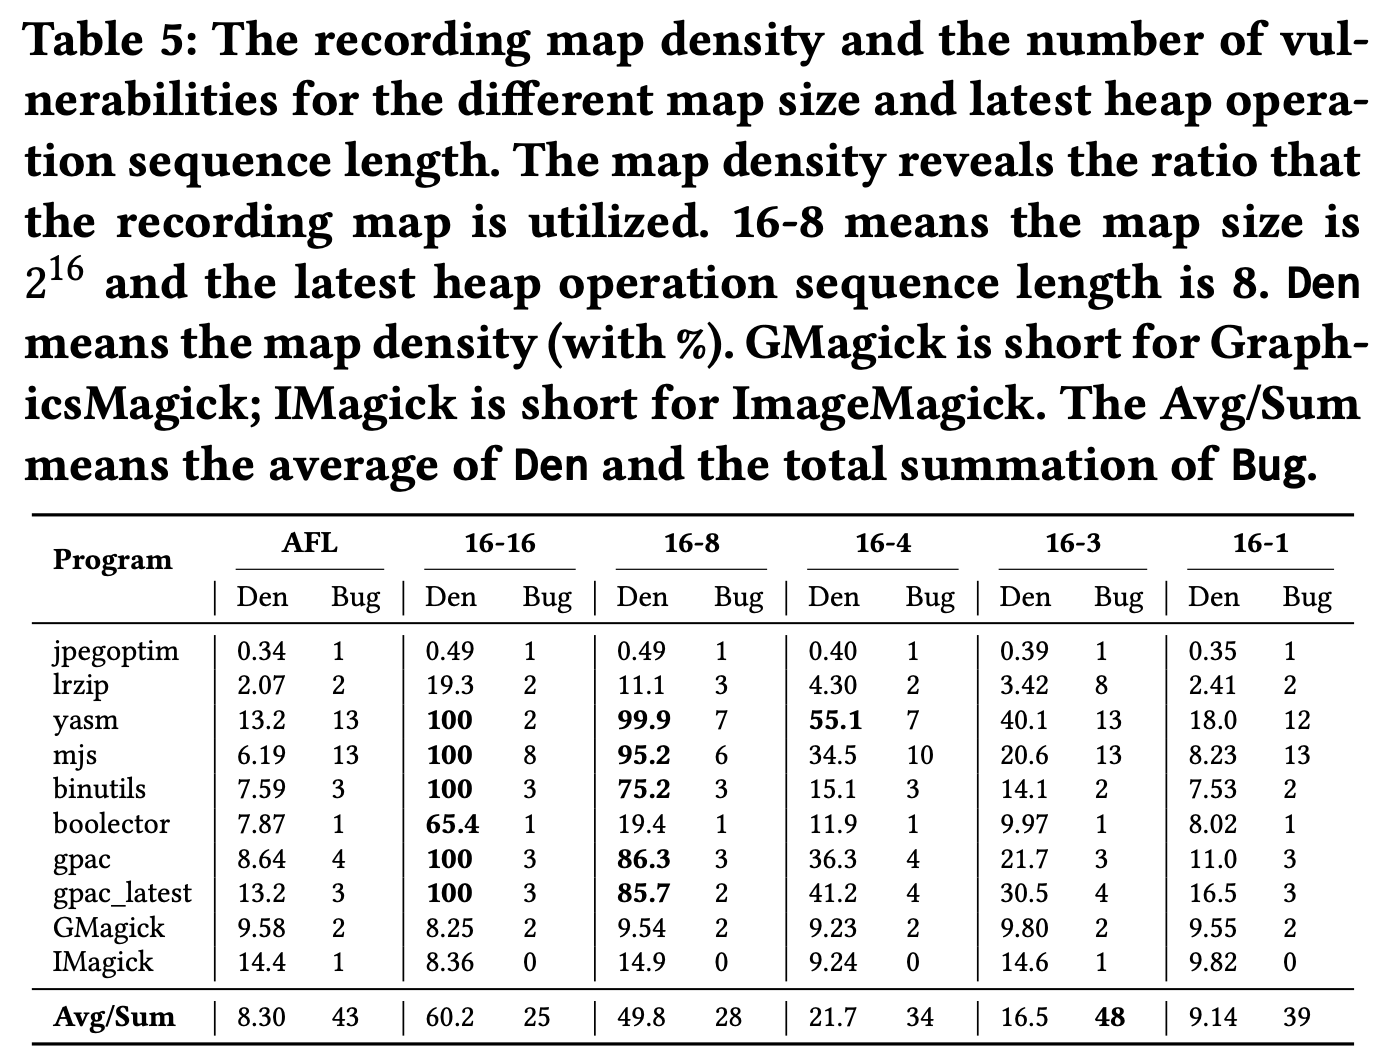 Table 5: The recording map density and the number of vul-
nerabilities for the different map size and latest heap opera-
tion sequence length. The map density reveals the ratio that
the recording map is utilized. 16-8 means the map size is
2^16 and the latest heap operation sequence length is 8. Den
means the map density (with %). GMagick is short for Graph-
icsMagick; IMagick is short for ImageMagick. The Avg/Sum
means the average of Den and the total summation of Bug.
Program AFL 16-16 16-8 16-4 16-3 16-1
Den Bug Den Bug Den Bug Den Bug Den Bug Den Bug
jpegoptim 0.34 1 0.49 1 0.49 1 0.40 1 0.39 1 0.35 1
lrzip 2.07 2 19.3 2 11.1 3 4.30 2 3.42 8 2.41 2
yasm 13.2 13 100 2 99.9 7 55.1 7 40.1 13 18.0 12
mjs 6.19 13 100 8 95.2 6 34.5 10 20.6 13 8.23 13
binutils 7.59 3 100 3 75.2 3 15.1 3 14.1 2 7.53 2
boolector 7.87 1 65.4 1 19.4 1 11.9 1 9.97 1 8.02 1
gpac 8.64 4 100 3 86.3 3 36.3 4 21.7 3 11.0 3
gpac_latest 13.2 3 100 3 85.7 2 41.2 4 30.5 4 16.5 3
GMagick 9.58 2 8.25 2 9.54 2 9.23 2 9.80 2 9.55 2
IMagick 14.4 1 8.36 0 14.9 0 9.24 0 14.6 1 9.82 0
Avg/Sum 8.30 43 60.2 25 49.8 28 21.7 34 16.5 48 9.14 39